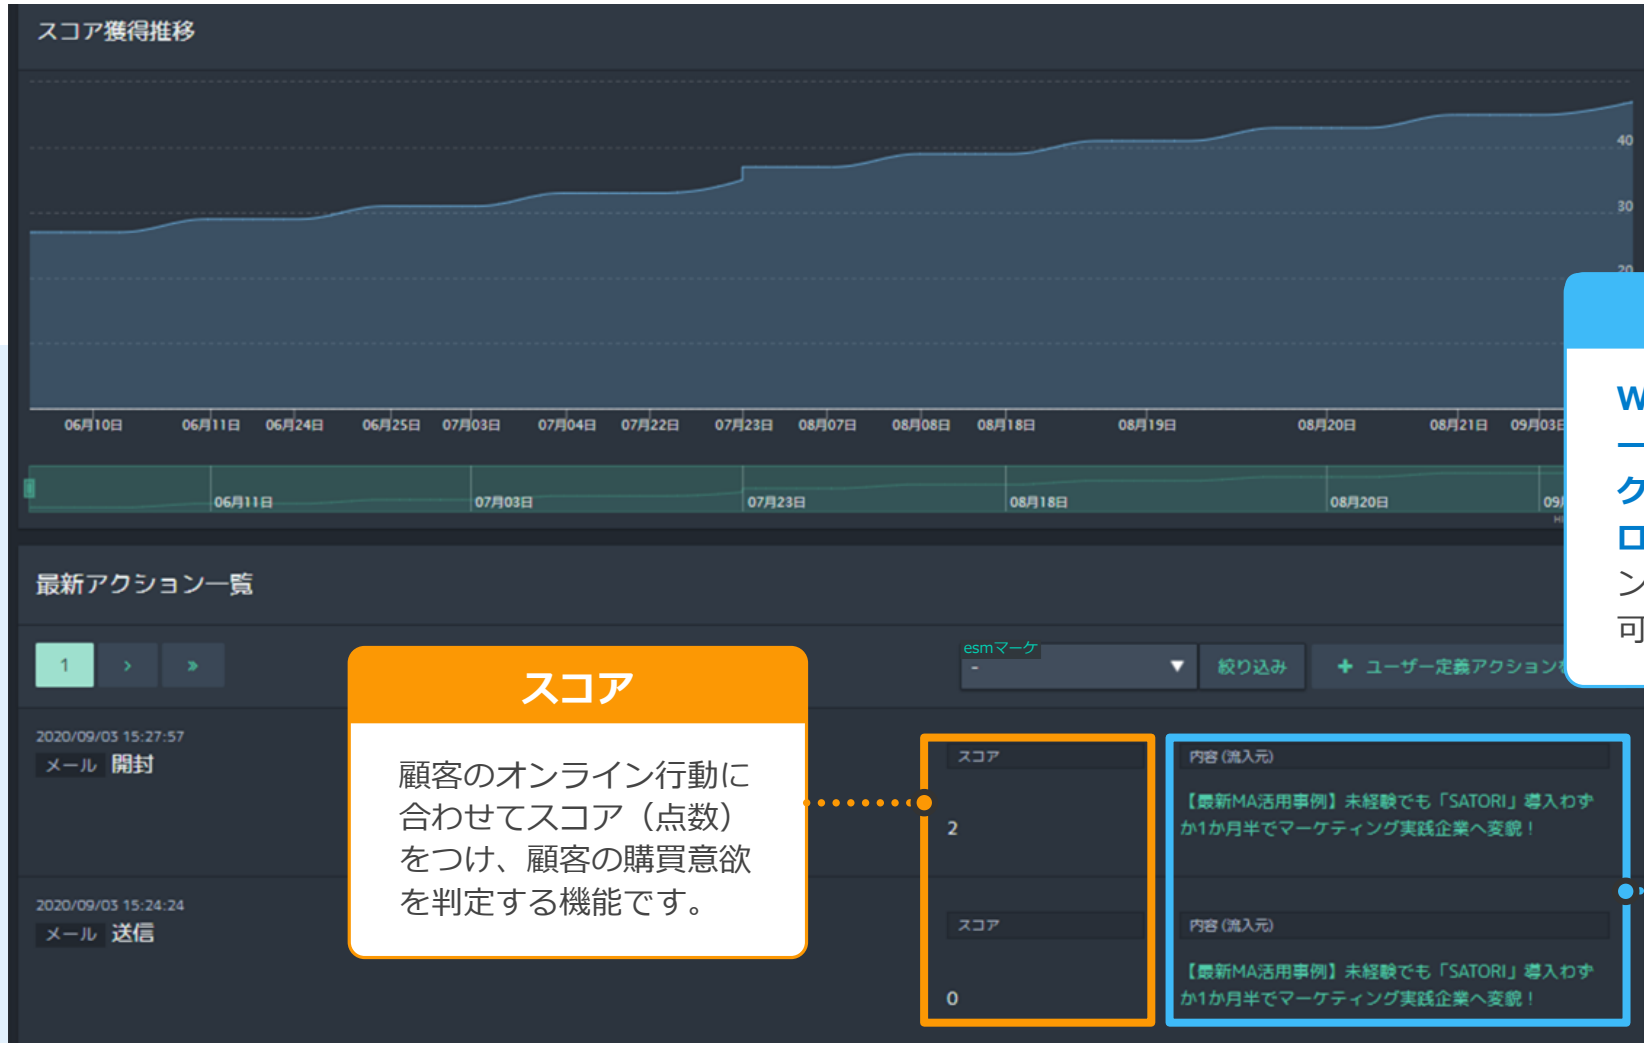 スコア獲得推移
40
30
20
06月10日 06月11日 06月24日 06月25日 07月03日 07月04日 07月22日 07月23日 08月07日 08月08日 08月18日 08月19日 08月20日 08月21日 09月03日
06月11日 07月03日 07月23日 08月18日 08月20日 09
W
ー
ク
ロ
ン
可
最新アクション一覧
1 › »
esmマーケ
-
▼ 絞り込み + ユーザー定義アクション
スコア
顧客のオンライン行動に
合わせてスコア（点数）
をつけ、顧客の購買意欲
を判定する機能です。
2020/09/03 15:27:57
メール 開封
スコア
2
内容 (流入元)
【最新MA活用事例】未経験でも「SATORI」導入わず
か1か月半でマーケティング実践企業へ変貌！
2020/09/03 15:24:24
メール 送信
スコア
0
内容 (流入元)
【最新MA活用事例】未経験でも「SATORI」導入わず
か1か月半でマーケティング実践企業へ変貌！